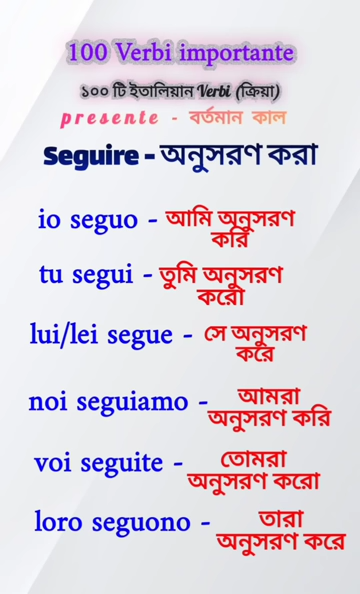 100 Verbi importante
১০০ টি ইতালিয়ান Verbi (ক্রিয়া)
presente - বর্তমান কাল
Seguire - অনুসরণ করা
io seguo - আমি অনুসরণ
করি
tu segui - তুমি অনুসরণ
করো
lui/lei segue - সে অনুসরণ
করে
noi seguiamo - আমরা
অনুসরণ করি
voi seguite - তোমরা
অনুসরণ করো
loro seguono - তারা
অনুসরণ করে